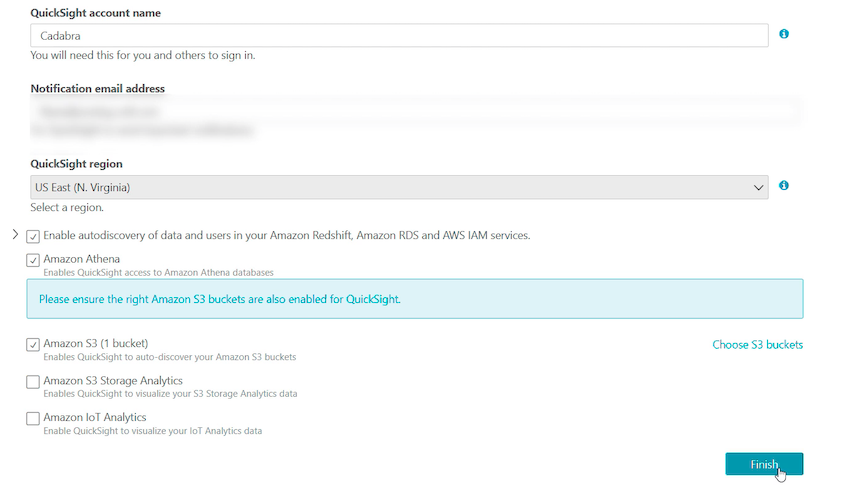 QuickSight account name
Cadabra
You will need this for you and others to sign in.
Notification email address
QuickSight region
US East (N. Virginia)
Select a region.
Enable autodiscovery of data and users in your Amazon Redshift, Amazon RDS and AWS IAM services.
Amazon Athena
Enables QuickSight access to Amazon Athena databases
Please ensure the right Amazon S3 buckets are also enabled for QuickSight.
Amazon S3 (1 bucket)
Choose S3 buckets
Enables QuickSight to auto-discover your Amazon S3 buckets
Amazon S3 Storage Analytics
Enables QuickSight to visualize your S3 Storage Analytics data
Amazon IoT Analytics
Enable QuickSight to visualize your IoT Analytics data
Finish